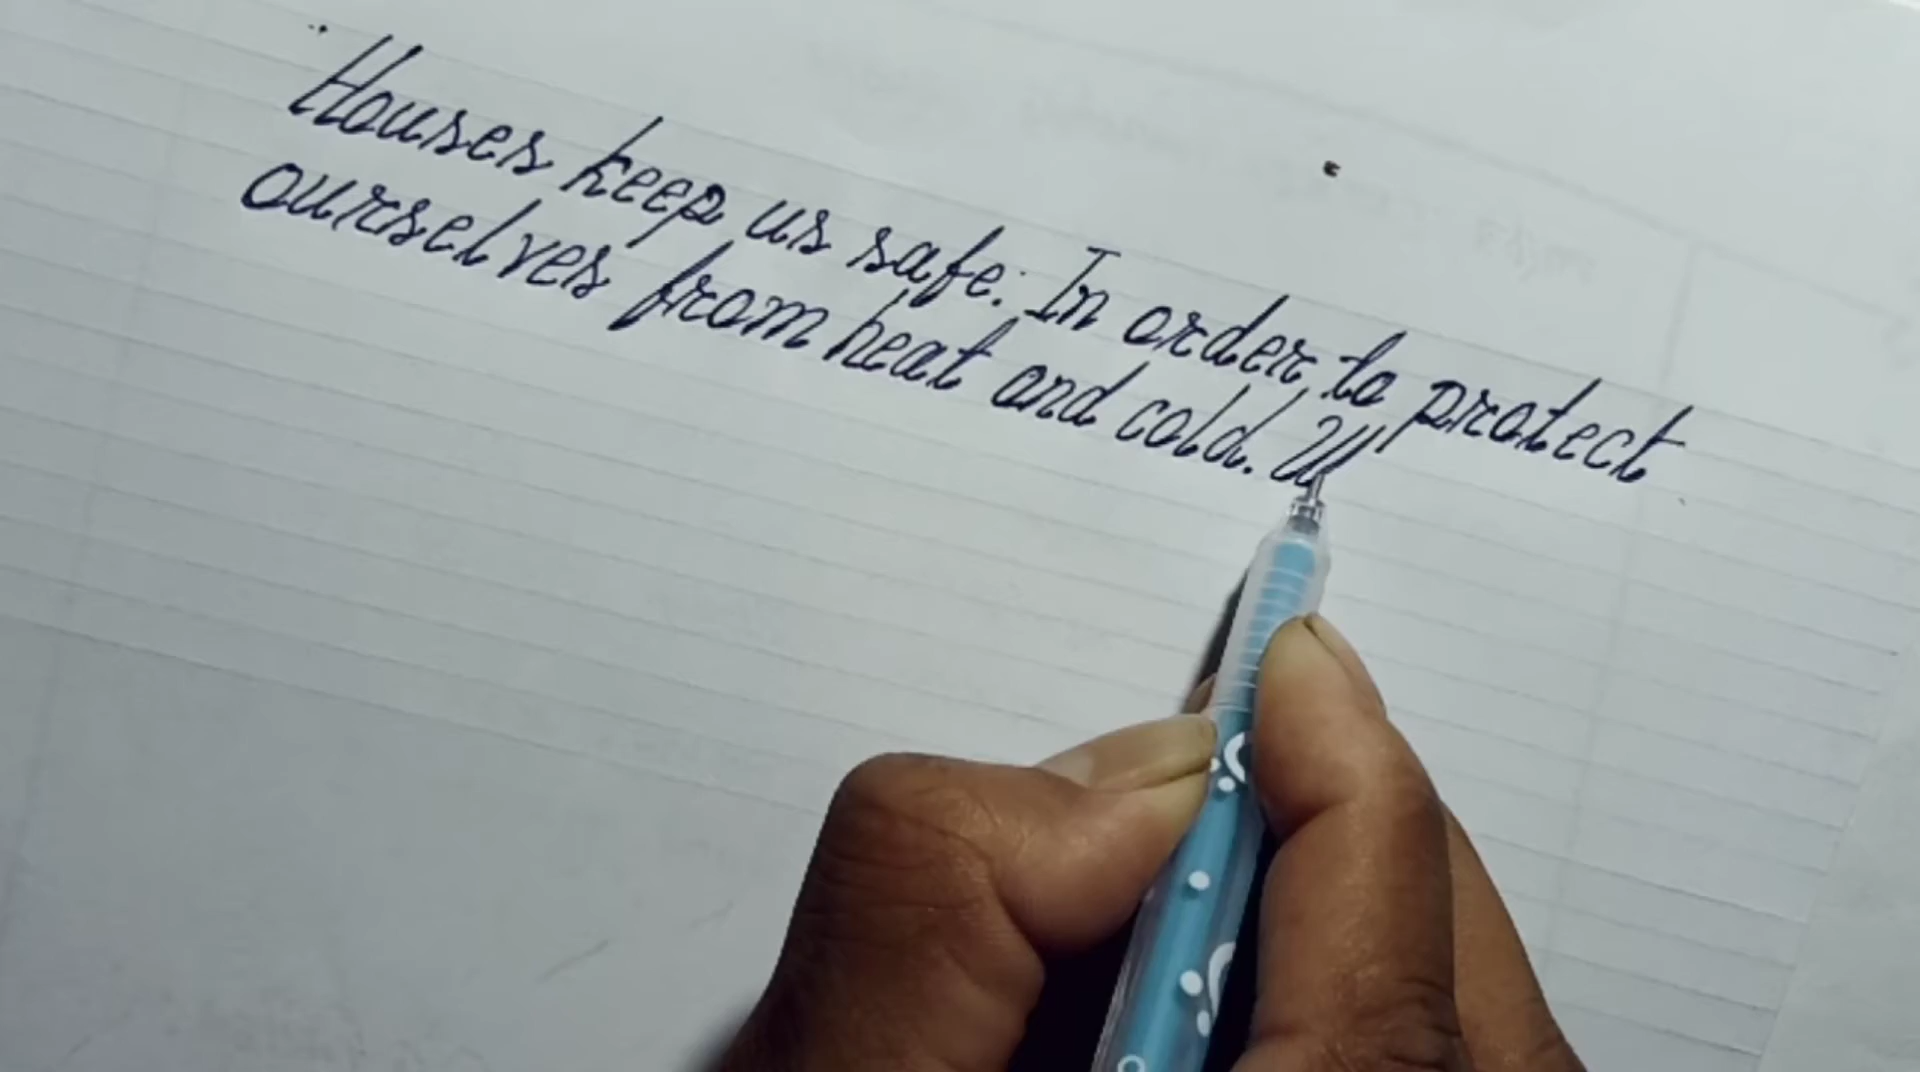 Houses keep us safe. In order to protect
ourselves from heat and cold.